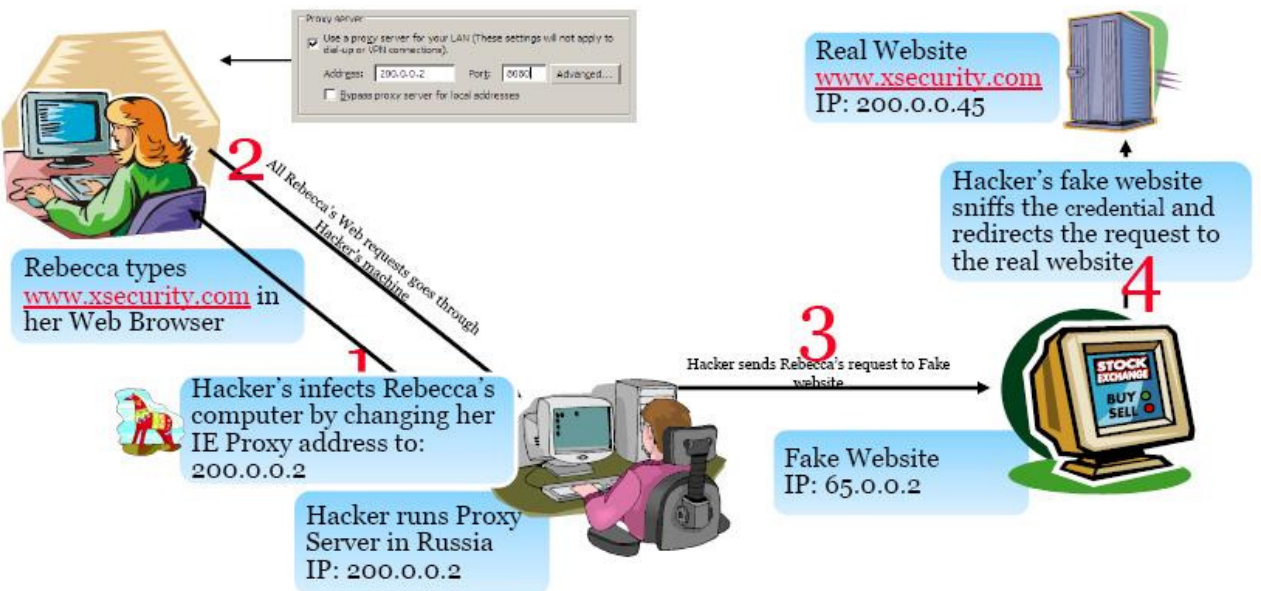 Proxy server
Use a proxy server for your LAN (These settings will not apply to
dial-up or VPN connections).
Address: 200.0.0.2 Port: 8080 Advanced...
Bypass proxy server for local addresses
Real Website
www.xsecurity.com
IP: 200.0.0.45
2
All Rebecca's Web requests goes through
Hacker's machine
Hacker's fake website
sniffs the credential and
redirects the request to
the real website
4
Rebecca types
www.xsecurity.com in
her Web Browser
1
Hacker's infects Rebecca's
computer by changing her
IE Proxy address to:
200.0.0.2
3
Hacker sends Rebecca's request to Fake
website
STOCK
EXCHANGE
BUY
SELL
Fake Website
IP: 65.0.0.2
Hacker runs Proxy
Server in Russia
IP: 200.0.0.2